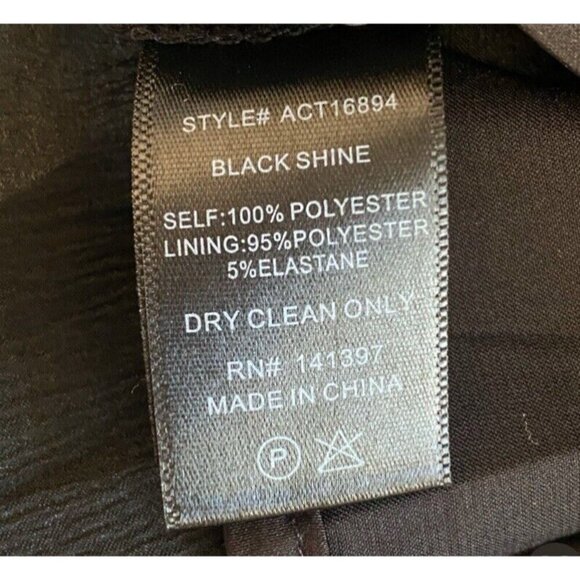 STYLE# ACT16894
BLACK SHINE
SELF:100% POLYESTER
LINING:95%POLYESTER
5%ELASTANE
DRY CLEAN ONLY
RN# 141397
MADE IN CHINA
P